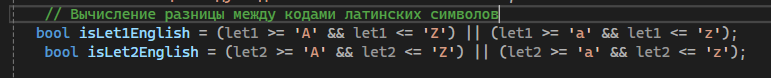 // Вычисление разницы между кодами латинских символов
bool isLet1English = (let1 >= 'A' && let1 <= 'Z') || (let1 >= 'a' && let1 <= 'z');
bool isLet2English = (let2 >= 'A' && let2 <= 'Z') || (let2 >= 'a' && let2 <= 'z');